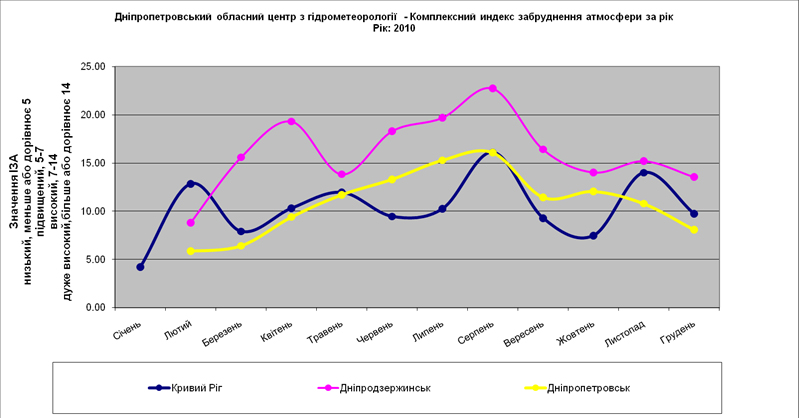 Дніпропетровський обласний центр з гідрометеорології - Комплексний индекс забруднення атмосфери за рік
Рік: 2010
Значення ІЗА
низький, меньше або дорівнює 5
підвищений, 5-7
високий, 7-14
дуже високий,більше або дорівнює 14
25.00
20.00
15.00
10.00
5.00
0.00
Січень
Лютий
Березень
Квітень
Травень
Червень
Липень
Серпень
Вересень
Жовтень
Листопад
Грудень
Кривий Ріг
Дніпродзержинськ
Дніпропетровськ